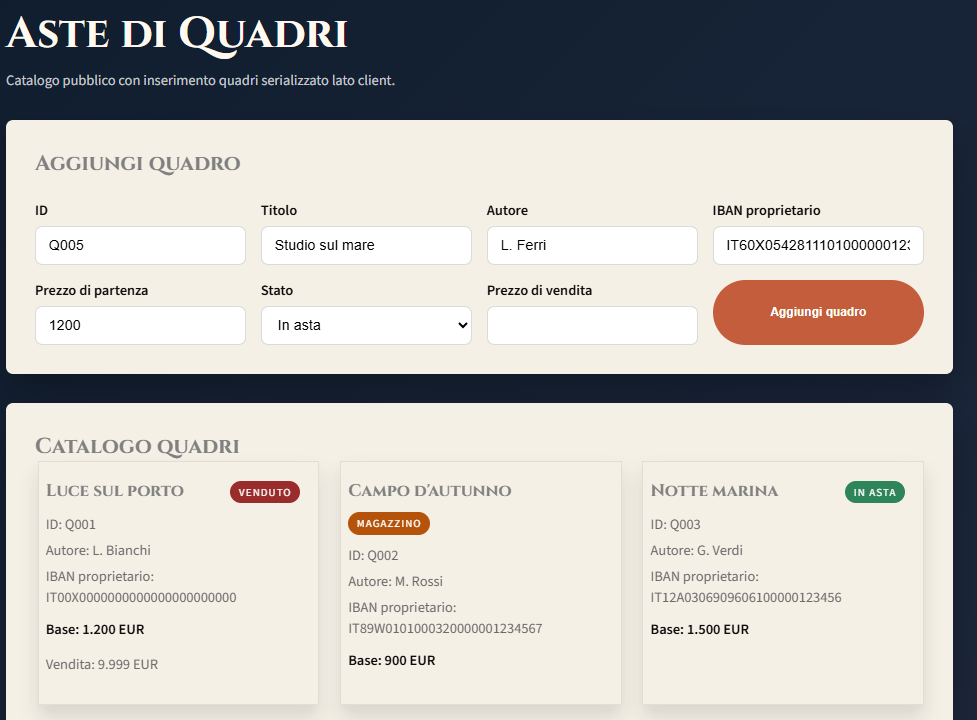 Aste di Quadri
Catalogo pubblico con inserimento quadri serializzato lato client.
Aggiungi quadro
ID
Titolo
Autore
IBAN proprietario
Q005
Studio sul mare
L. Ferri
IT60X0542811101000000123
Prezzo di partenza
Stato
Prezzo di vendita
1200
In asta
Aggiungi quadro
Catalogo quadri
Luce sul porto
VENDUTO
ID: Q001
Autore: L. Bianchi
IBAN proprietario:
IT00X0000000000000000000000
Base: 1.200 EUR
Vendita: 9.999 EUR
Campo d'autunno
MAGAZZINO
ID: Q002
Autore: M. Rossi
IBAN proprietario:
IT89W0101000320000001234567
Base: 900 EUR
Notte marina
IN ASTA
ID: Q003
Autore: G. Verdi
IBAN proprietario:
IT12A0306909606100000123456
Base: 1.500 EUR